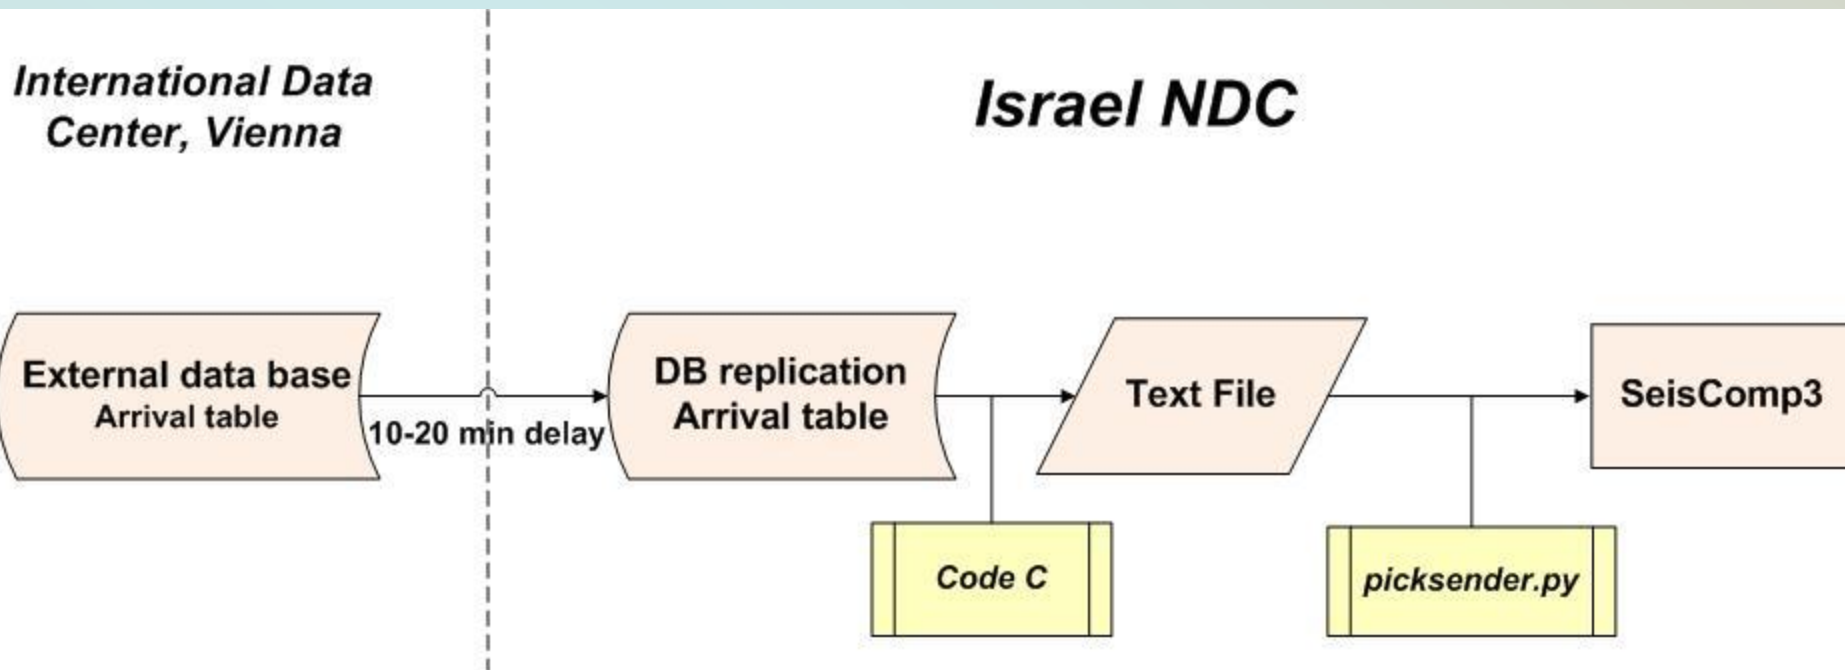 International Data
Center, Vienna
Israel NDC
External data base
Arrival table
10-20 min delay
DB replication
Arrival table
Text File
SeisComp3
Code C
picksender.py